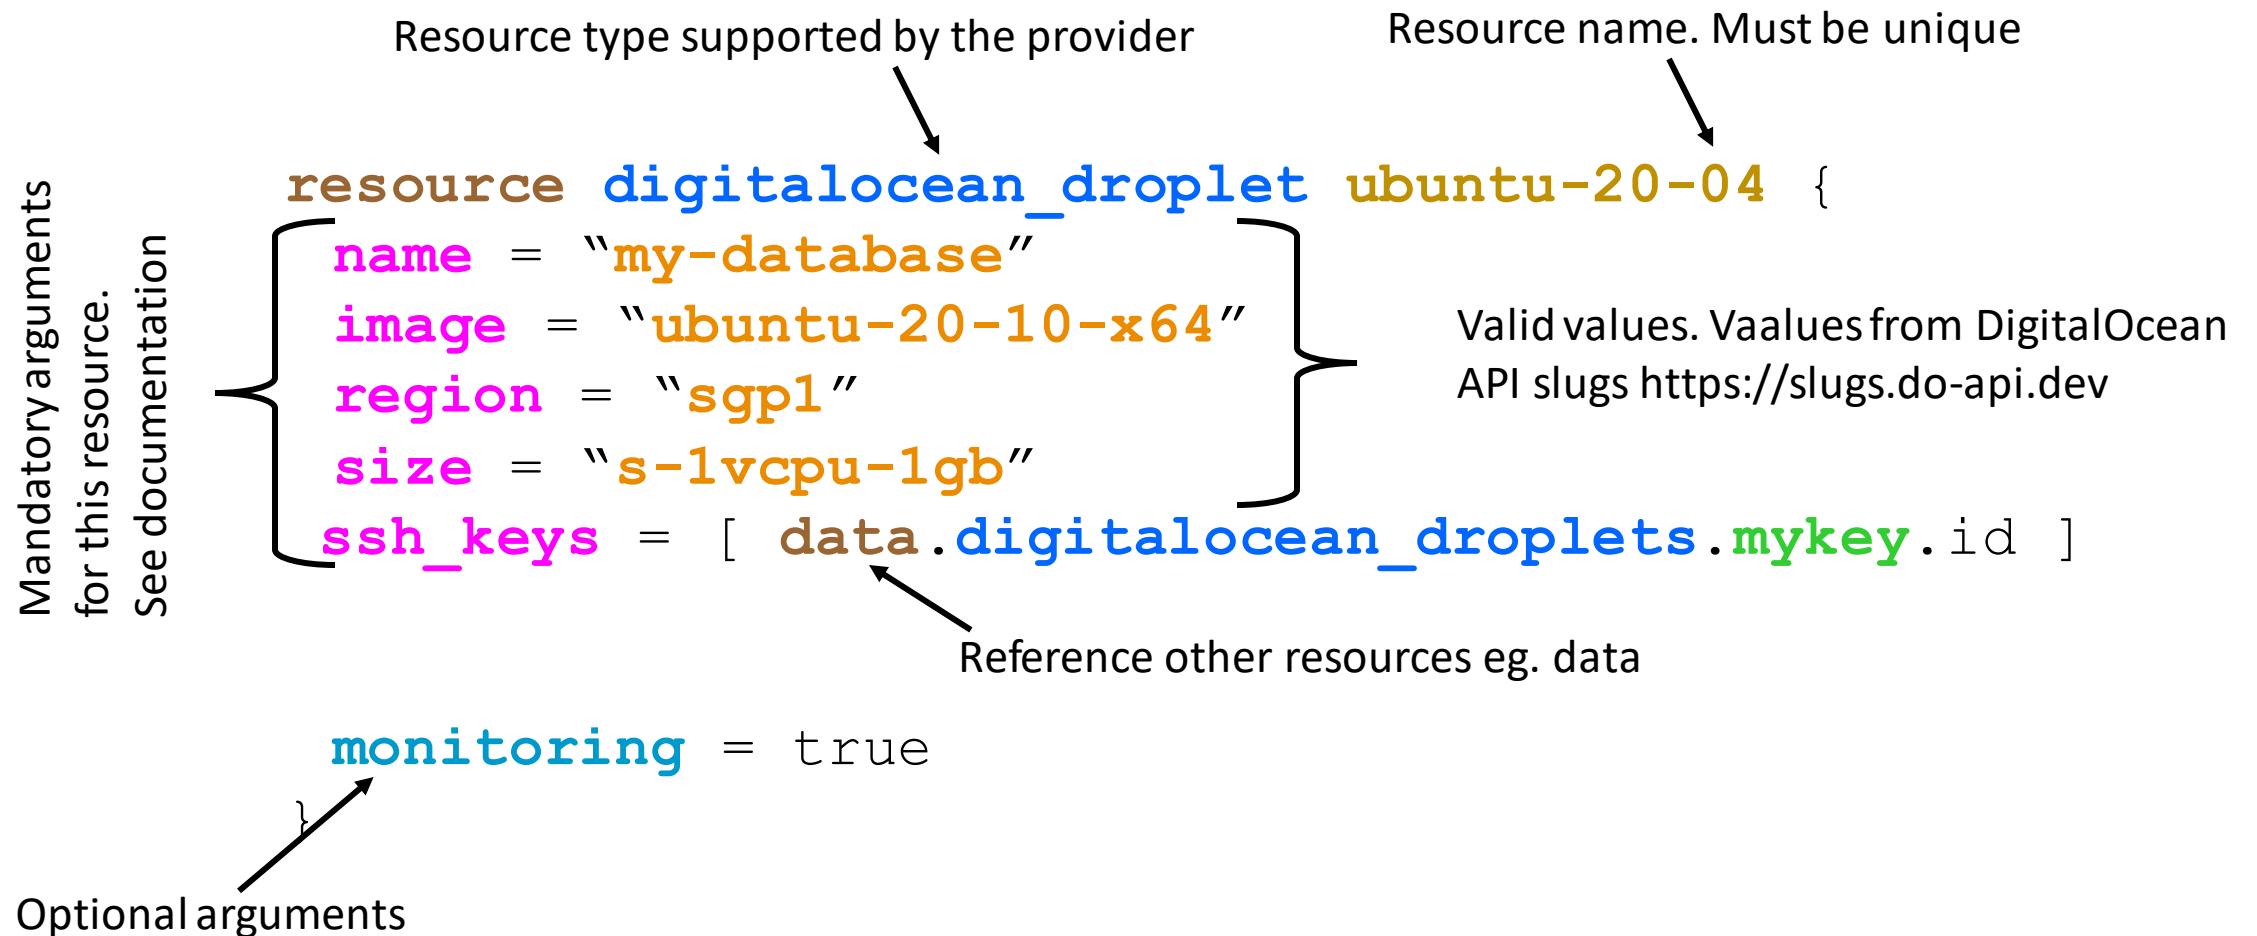 Resource type supported by the provider
Resource name. Must be unique
Mandatory arguments
for this resource.
See documentation
resource digitalocean_droplet ubuntu-20-04 {
name = “my-database”
image = “ubuntu-20-10-x64”
region = “sgp1”
size = “s-1vcpu-1gb”
ssh_keys = [ data.digitalocean_droplets.mykey.id ]
Valid values. Vaalues from DigitalOcean
API slugs https://slugs.do-api.dev
Reference other resources eg. data
monitoring = true
}
Optional arguments